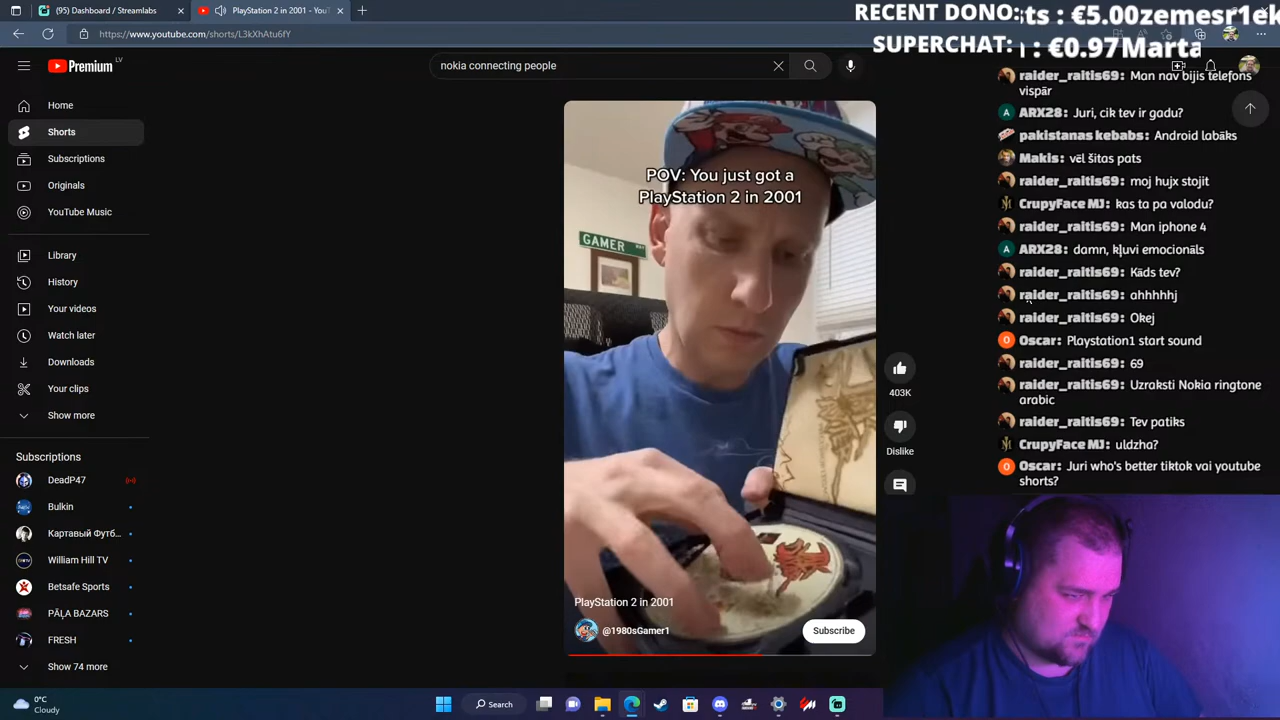 (95) Dashboard / Streamlabs
PlayStation 2 in 2001 - You
RECENT DONO:
ts : €5.00zemesr1ek
https://www.youtube.com/shorts/L3kXhAtu6fY
SUPERCHAT:
: €0.97Marta
Premium
LV
nokia connecting people
Home
Shorts
Subscriptions
Originals
YouTube Music
Library
History
Your videos
Watch later
Downloads
Your clips
Show more
Subscriptions
DeadP47
Bulkin
Картавый Футб...
William Hill TV
Betsafe Sports
PĀĻA BAZARS
FRESH
Show 74 more
POV: You just got a
PlayStation 2 in 2001
GAMER
PlayStation 2 in 2001
@1980sGamer1
Subscribe
403K
Dislike
raider_raitis69: Man nav bijis telefons
vispār
A ARX28: Juri, cik tev ir gadu?
pakistanas kebabs: Android labāks
Makis: vēl šitas pats
raider_raitis69: moj hujx stojit
CrupyFace MJ: kas ta pa valodu?
raider_raitis69: Man iphone 4
A ARX28: damn, kļuvi emocionāls
raider_raitis69: Kāds tev?
raider_raitis69: ahhhhhj
raider_raitis69: Okej
O Oscar: Playstation1 start sound
raider_raitis69: 69
raider_raitis69: Uzraksti Nokia ringtone
arabic
raider_raitis69: Tev patiks
CrupyFace MJ: uldzha?
O Oscar: Juri who's better tiktok vai youtube
shorts?
0°C
Cloudy
Search